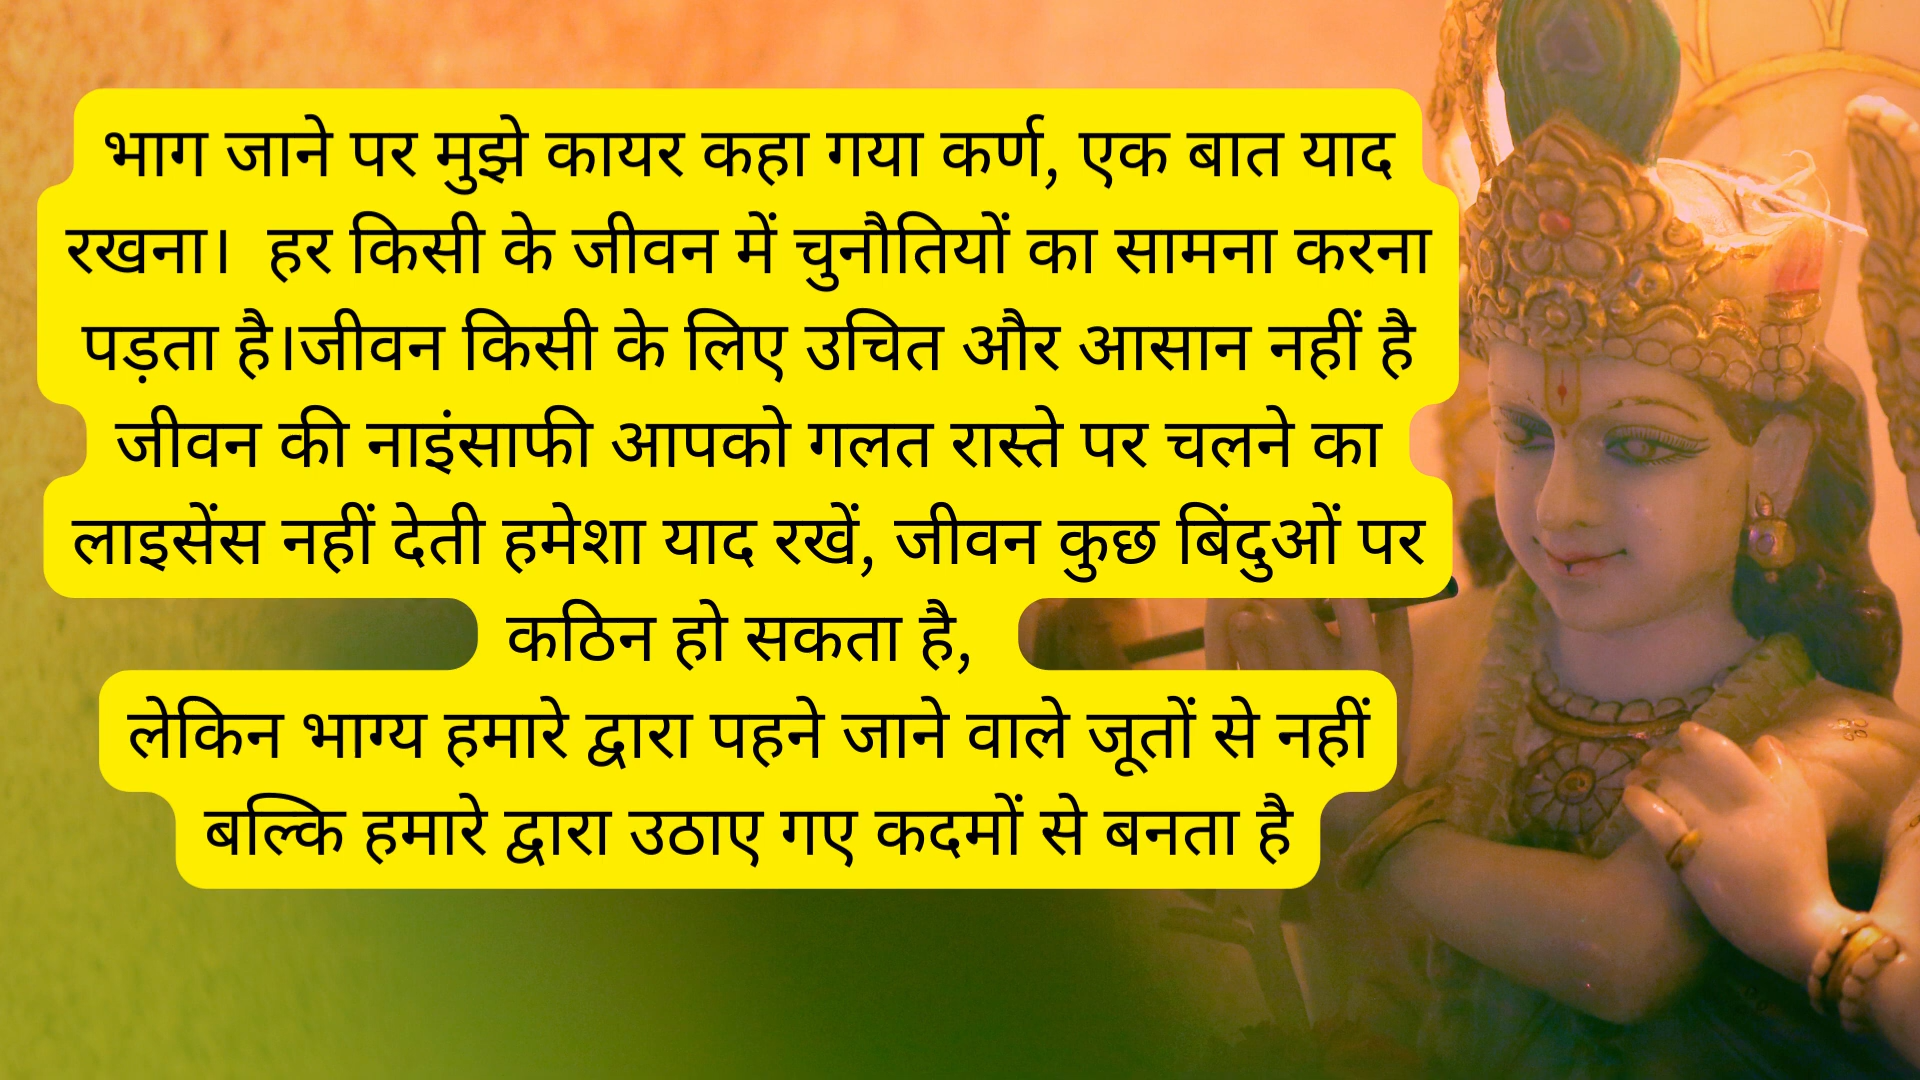 भाग जाने पर मुझे कायर कहा गया कर्ण, एक बात याद
रखना।  हर किसी के जीवन में चुनौतियों का सामना करना
पड़ता है।जीवन किसी के लिए उचित और आसान नहीं है
जीवन की नाइंसाफी आपको गलत रास्ते पर चलने का
लाइसेंस नहीं देती हमेशा याद रखें, जीवन कुछ बिंदुओं पर
कठिन हो सकता है,
लेकिन भाग्य हमारे द्वारा पहने जाने वाले जूतों से नहीं
बल्कि हमारे द्वारा उठाए गए कदमों से बनता है